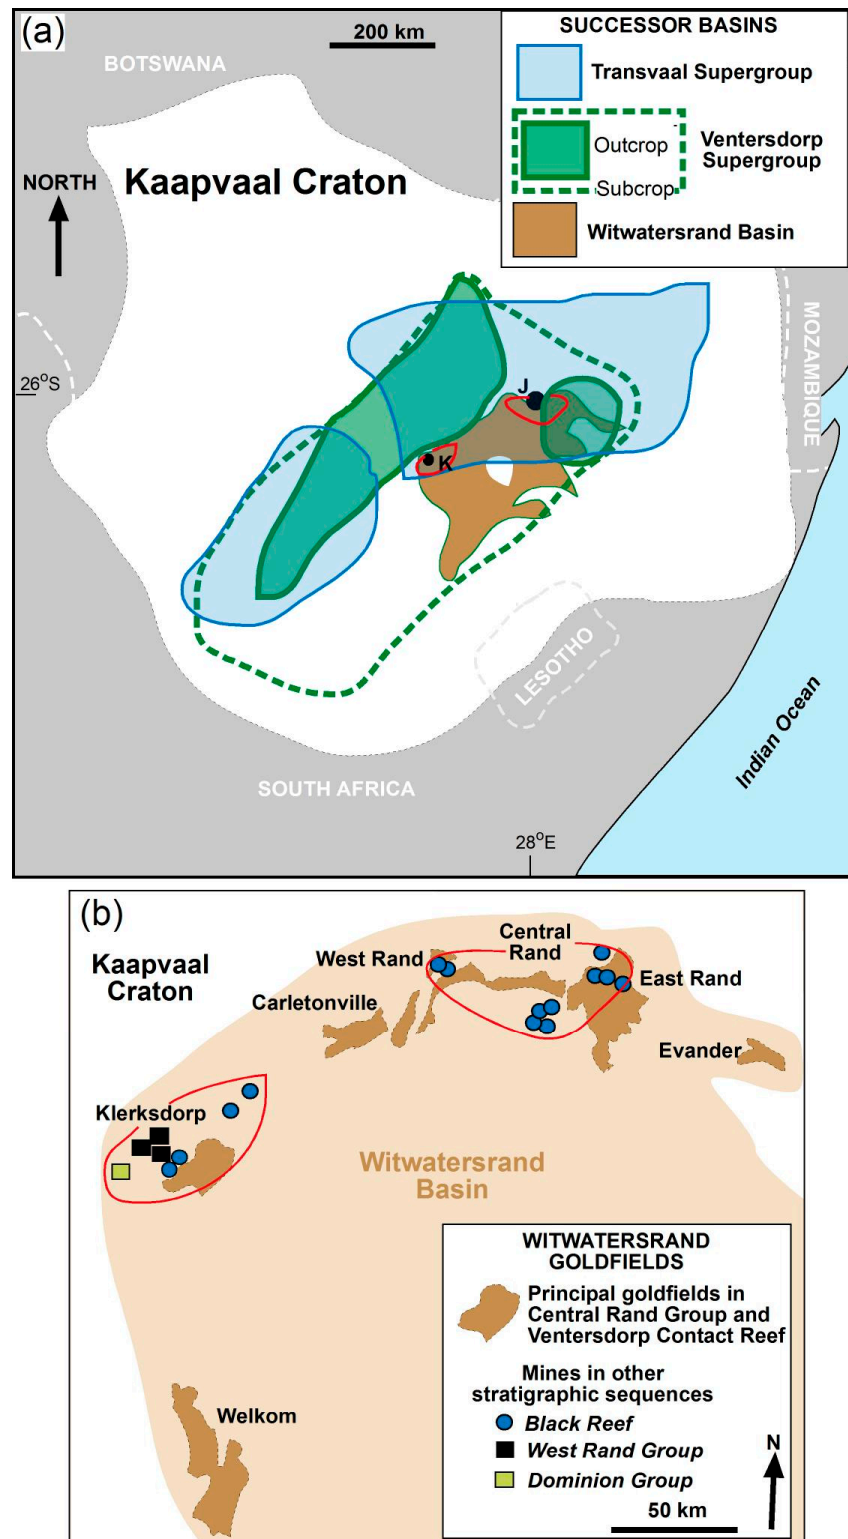 (a)
200 km
BOTSWANA
NORTH
Kaapvaal Craton
SUCCESSOR BASINS
Transvaal Supergroup
Outcrop
Subcrop
Ventersdorp
Supergroup
Witwatersrand Basin
MOZAMBIQUE
26°S
J
K
LESOTHO
Indian Ocean
SOUTH AFRICA
28°E
(b)
Kaapvaal
Craton
West Rand
Central
Rand
East Rand
Carletonville
Evander
Klerksdorp
Witwatersrand
Basin
Welkom
WITWATERSRAND
GOLDFIELDS
Principal goldfields in
Central Rand Group and
Ventersdorp Contact Reef
Mines in other
stratigraphic sequences
Black Reef
West Rand Group
Dominion Group
N
50 km